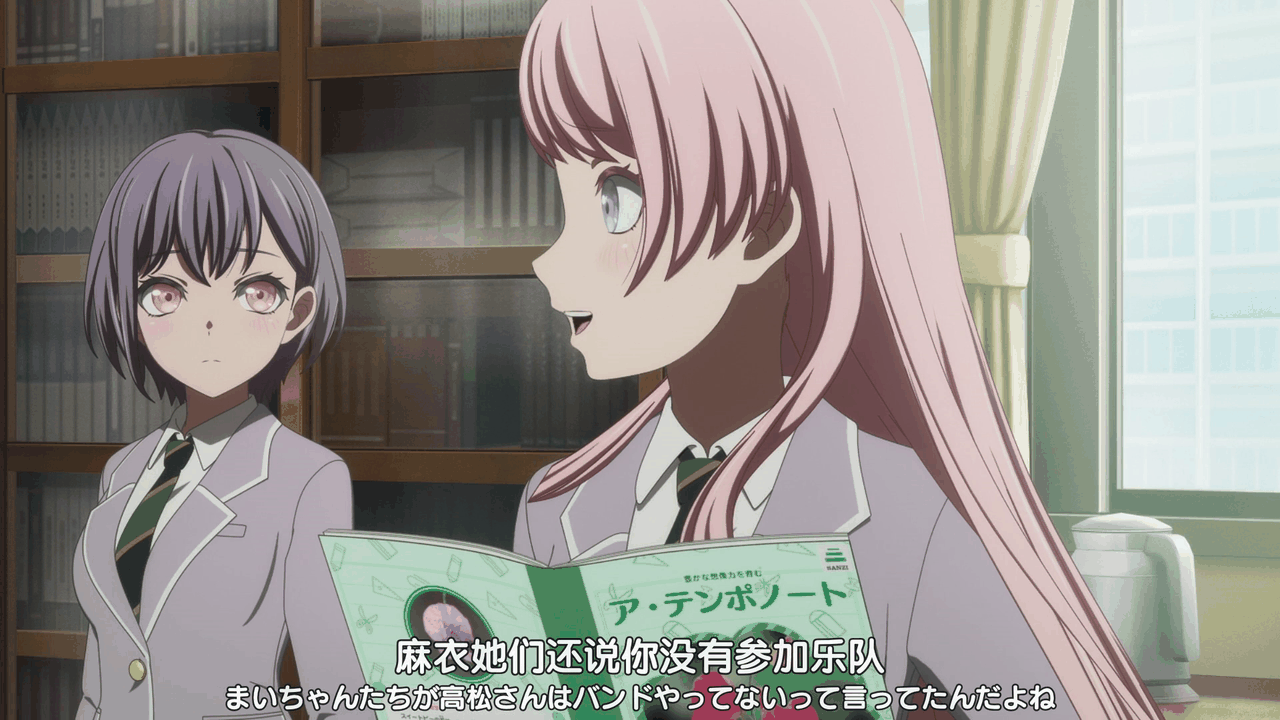 SANZI
豊かな想像力を育む
ア・テンポノート
麻衣她们还说你没有参加乐队
まいちゃんたちが高松さんはバンドやってないって言ってたんだよね